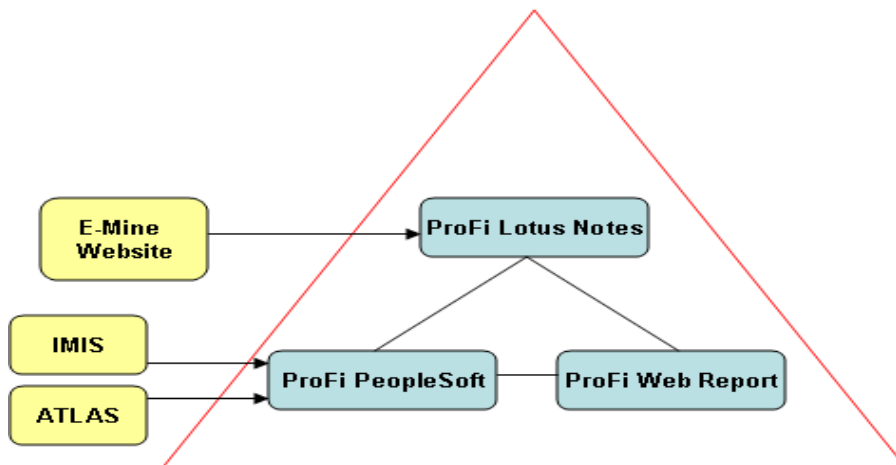 E-Mine
Website
ProFi Lotus Notes
IMIS
ATLAS
ProFi PeopleSoft
ProFi Web Report